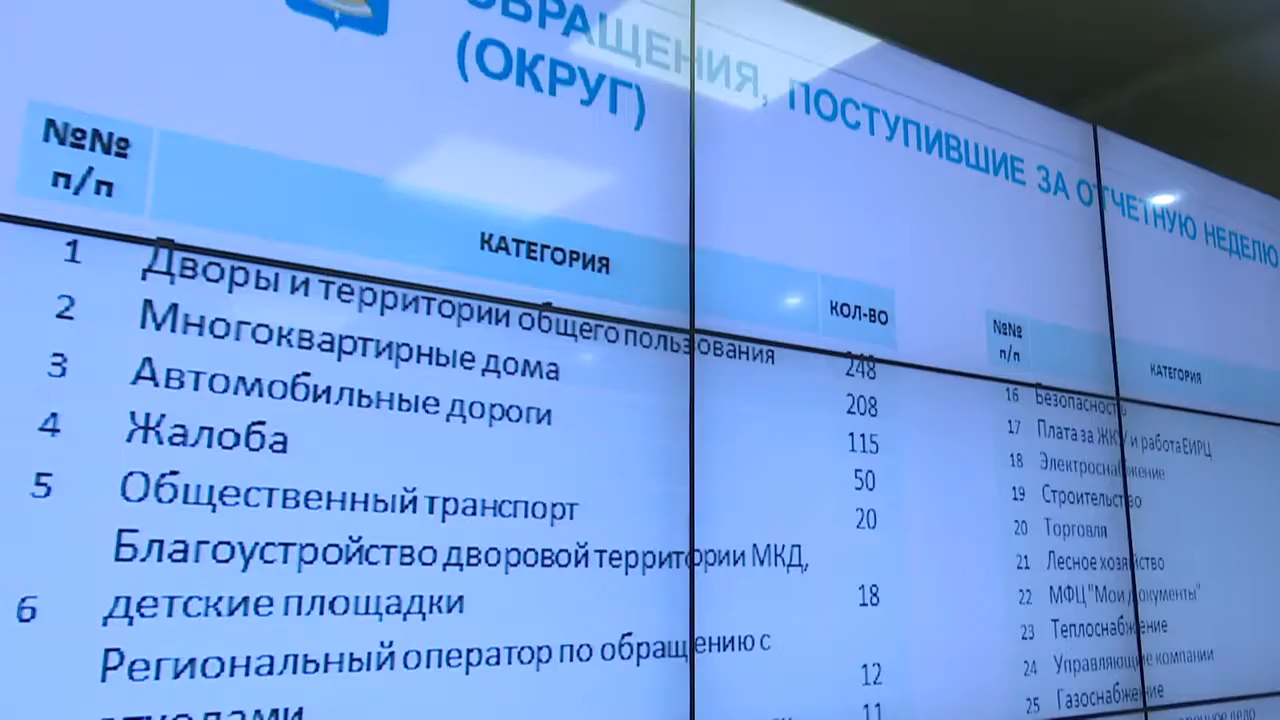 ОБРАЩЕНИЯ, ПОСТУПИВШИЕ ЗА ОТЧЕТНУЮ НЕДЕЛЮ
(ОКРУГ)
№№ п/п КАТЕГОРИЯ КОЛ-ВО
1 Дворы и территории общего пользования 248
2 Многоквартирные дома 208
3 Автомобильные дороги 115
4 Жалоба 50
5 Общественный транспорт 20
Благоустройство дворовой территории МКД,
6 детские площадки 18
Региональный оператор по обращению с
отходами 12
11
№№ п/п КАТЕГОРИЯ
16 Безопасность
17 Плата за ЖКУ и работа ЕИРЦ
18 Электроснабжение
19 Строительство
20 Торговля
21 Лесное хозяйство
22 МФЦ "Мои документы"
23 Теплоснабжение
24 Управляющие компании
25 Газоснабжение